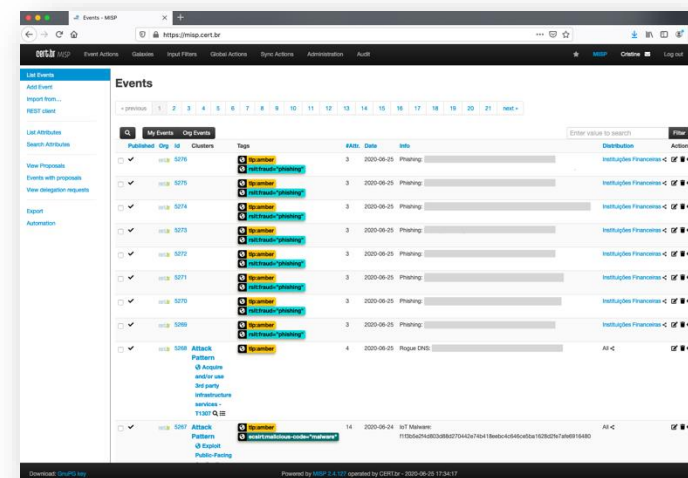 Events - MISP
https://misp.cert.br
cert.br MISP Event Actions Galaxies Input Filters Global Actions Sync Actions Administration Audit MISP Cristine Log out
List Events
Add Event
Import from...
REST client
List Attributes
Search Attributes
View Proposals
Events with proposals
View delegation requests
Export
Automation
Events
« previous 1 2 3 4 5 6 7 8 9 10 11 12 13 14 15 16 17 18 19 20 21 next »
My Events Org Events Enter value to search Filter
Published Org Id Clusters Tags #Attr. Date Info Distribution Action
5276 tlp:amber 3 2020-06-25 Phishing: Instituições Financeiras
rsit:fraud="phishing"
5275 tlp:amber 3 2020-06-25 Phishing: Instituições Financeiras
rsit:fraud="phishing"
5274 tlp:amber 3 2020-06-25 Phishing: Instituições Financeiras
rsit:fraud="phishing"
5273 tlp:amber 3 2020-06-25 Phishing: Instituições Financeiras
rsit:fraud="phishing"
5272 tlp:amber 3 2020-06-25 Phishing: Instituições Financeiras
rsit:fraud="phishing"
5271 tlp:amber 3 2020-06-25 Phishing: Instituições Financeiras
rsit:fraud="phishing"
5270 tlp:amber 3 2020-06-25 Phishing: Instituições Financeiras
rsit:fraud="phishing"
5269 tlp:amber 3 2020-06-25 Phishing: Instituições Financeiras
rsit:fraud="phishing"
5268 Attack tlp:amber 4 2020-06-25 Rogue DNS: All
Pattern
Acquire
and/or use
3rd party
infrastructure
services -
T1307
5267 Attack tlp:amber 14 2020-06-24 IoT Malware: All
Pattern ecsirt:malicious-code="malware"
Exploit
Public-Facing
Download: GnuPG key Powered by MISP 2.4.127 operated by CERT.br - 2020-06-25 17:34:17